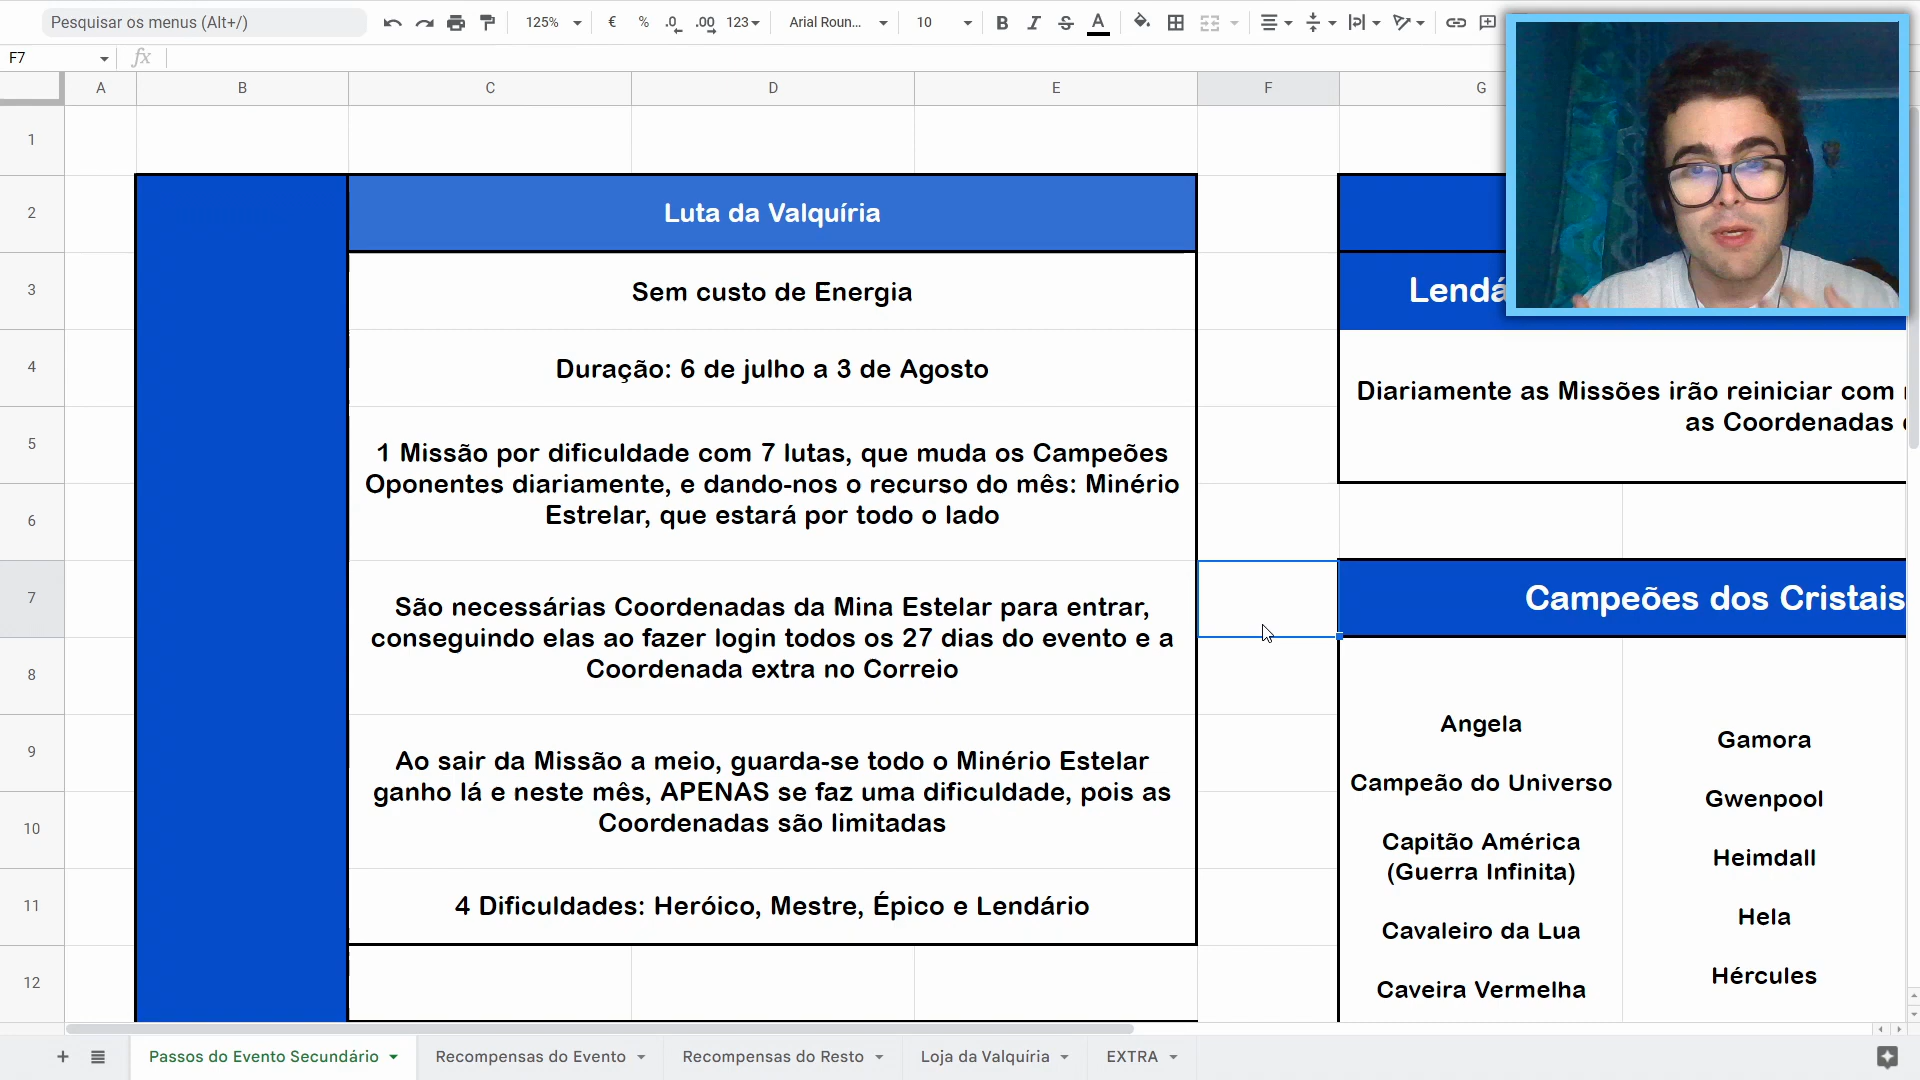 Pesquisar os menus (Alt+/)
125%
€
%
.0
.00
123
Arial Roun...
10
B
I
S
A
F7
fx
A
B
C
D
E
F
G
1
2
3
4
5
6
7
8
9
10
11
12
Luta da Valquíria
Sem custo de Energia
Duração: 6 de julho a 3 de Agosto
1 Missão por dificuldade com 7 lutas, que muda os Campeões
Oponentes diariamente, e dando-nos o recurso do mês: Minério
Estrelar, que estará por todo o lado
São necessárias Coordenadas da Mina Estelar para entrar,
conseguindo elas ao fazer login todos os 27 dias do evento e a
Coordenada extra no Correio
Ao sair da Missão a meio, guarda-se todo o Minério Estelar
ganho lá e neste mês, APENAS se faz uma dificuldade, pois as
Coordenadas são limitadas
4 Dificuldades: Heróico, Mestre, Épico e Lendário
Lendá
Diariamente as Missões irão reiniciar com
as Coordenadas
Campeões dos Cristais
Angela
Campeão do Universo
Capitão América
(Guerra Infinita)
Cavaleiro da Lua
Caveira Vermelha
Gamora
Gwenpool
Heimdall
Hela
Hércules
Passos do Evento Secundário
Recompensas do Evento
Recompensas do Resto
Loja da Valquíria
EXTRA